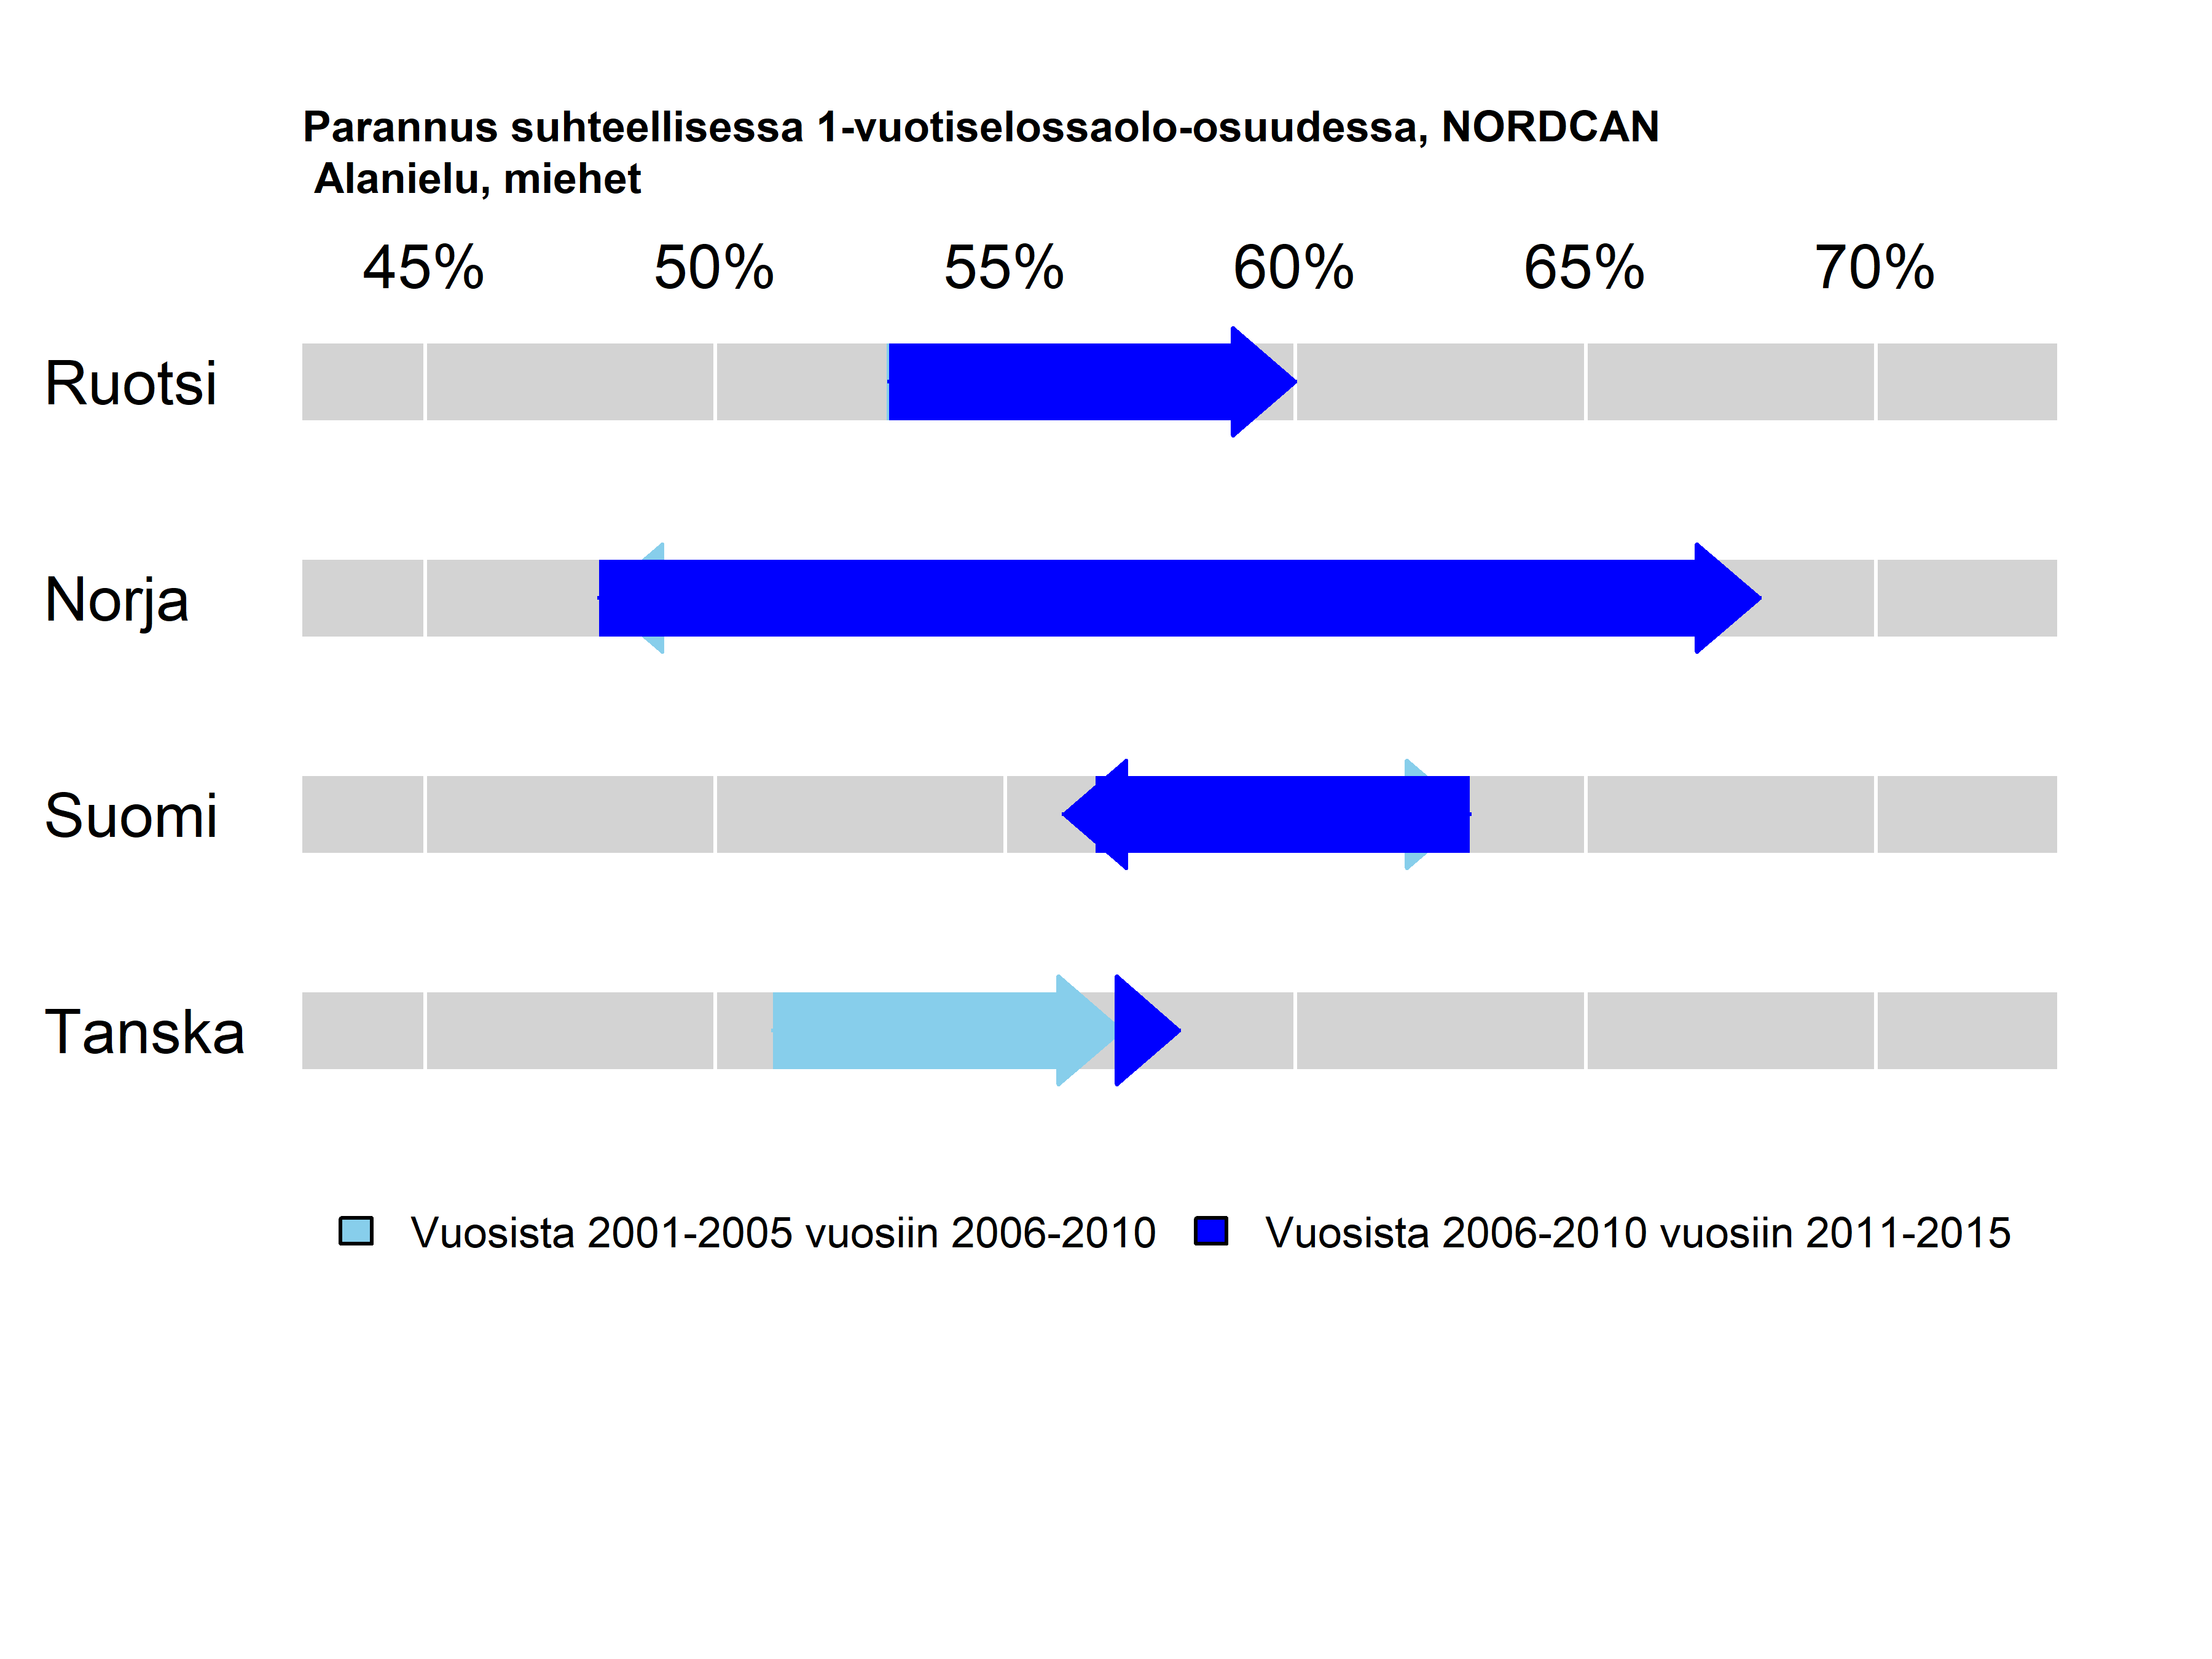 Parannus suhteellisessa 1-vuotiselossaolo-osuudessa, NORDCAN
Alanielu, miehet
45% 50% 55% 60% 65% 70%
Ruotsi
Norja
Suomi
Tanska
Vuosista 2001-2005 vuosiin 2006-2010 Vuosista 2006-2010 vuosiin 2011-2015